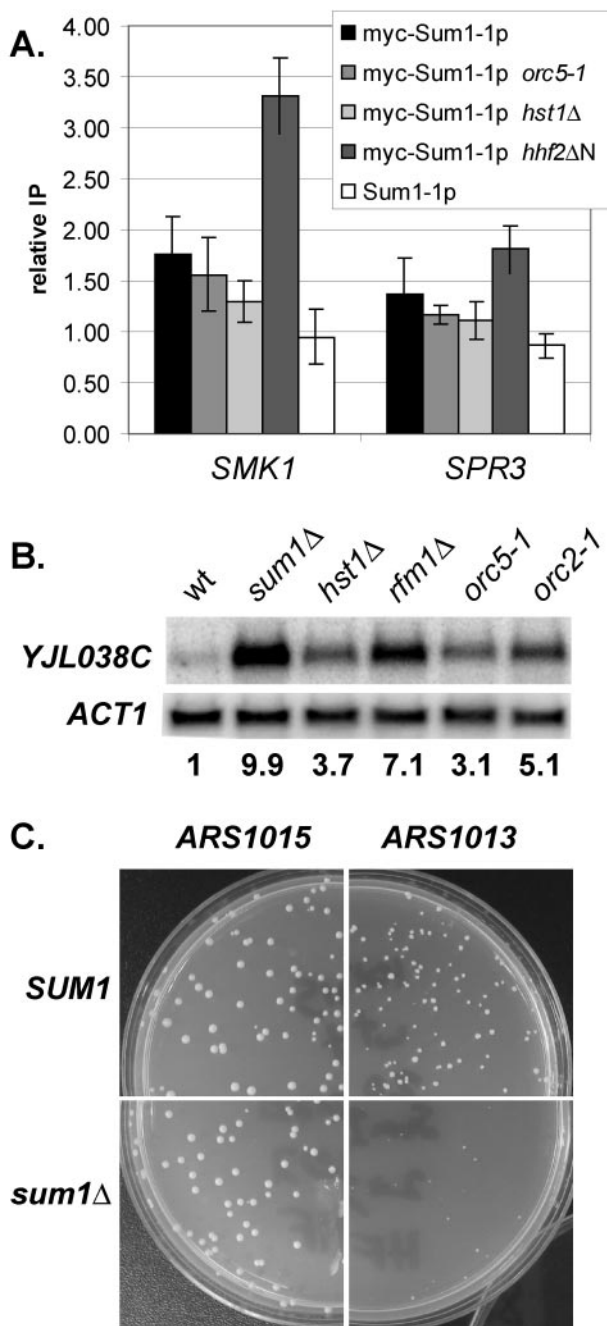 A.
4.00
3.50
3.00
2.50
2.00
1.50
1.00
0.50
0.00
relative IP
myc-Sum1-1p
myc-Sum1-1p orc5-1
myc-Sum1-1p hst1Δ
myc-Sum1-1p hhf2ΔN
Sum1-1p
SMK1
SPR3
B.
wt
sum1Δ
hst1Δ
rfm1Δ
orc5-1
orc2-1
YJL038C
ACT1
1 9.9 3.7 7.1 3.1 5.1
C.
ARS1015 ARS1013
SUM1
sum1Δ